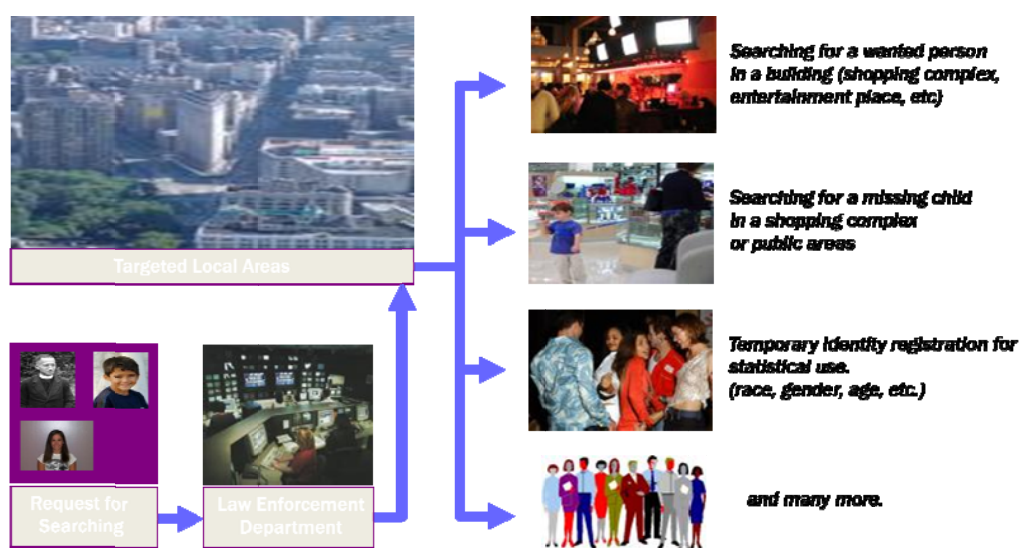 Searching for a wanted person
in a building (shopping complex,
entertainment place, etc)
Searching for a missing child
in a shopping complex
or public areas
Targeted Local Areas
Temporary identity registration for
statistical use.
(race, gender, age, etc.)
Request for
Searching
Law Enforcement
Department
and many more.